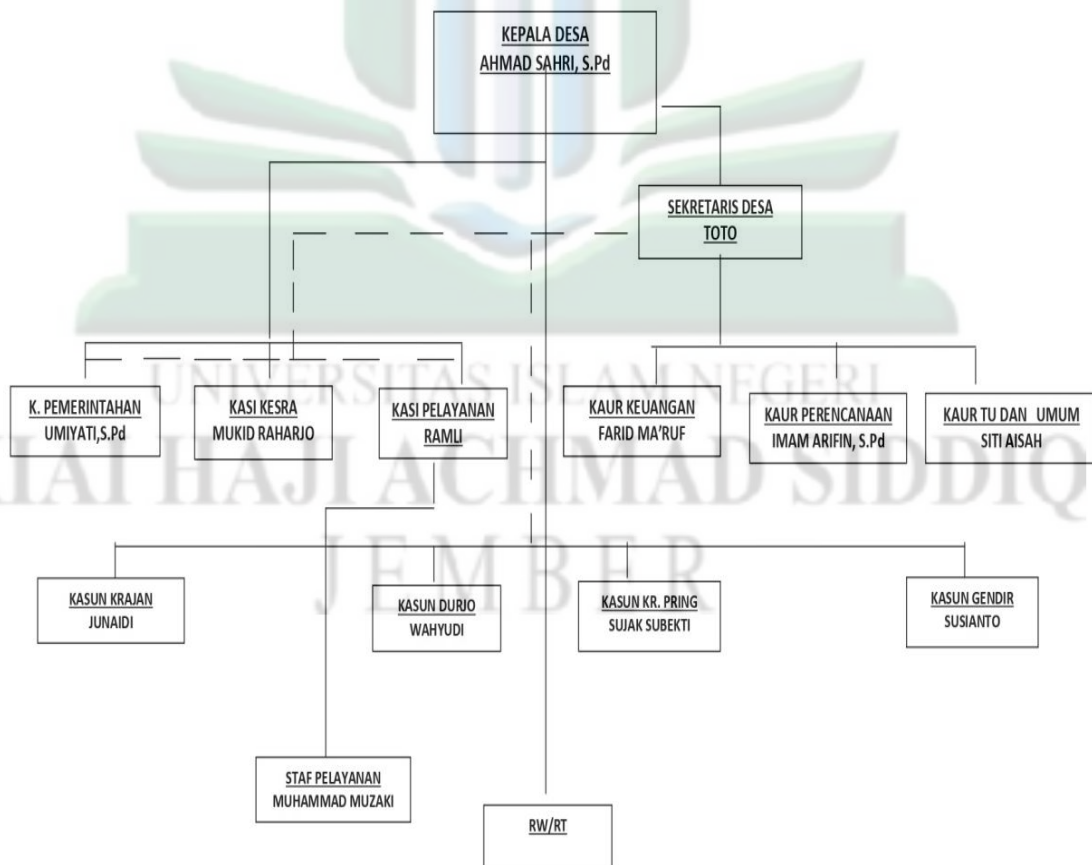 KEPALA DESA
AHMAD SAHRI, S.Pd
SEKRETARIS DESA
TOTO
K. PEMERINTAHAN
UMIYATI,S.Pd
KASI KESRA
MUKID RAHARJO
KASI PELAYANAN
RAMLI
KAUR KEUANGAN
FARID MA'RUF
KAUR PERENCANAAN
IMAM ARIFIN, S.Pd
KAUR TU DAN UMUM
SITI AISAH
UNIVERSITAS ISLAM NEGERI
KIAI HAJI ACHMAD SIDDIQ
JEMBER
KASUN KRAJAN
JUNAIDI
KASUN DURJO
WAHYUDI
KASUN KR. PRING
SUJAK SUBEKTI
KASUN GENDIR
SUSIANTO
STAF PELAYANAN
MUHAMMAD MUZAKI
RW/RT